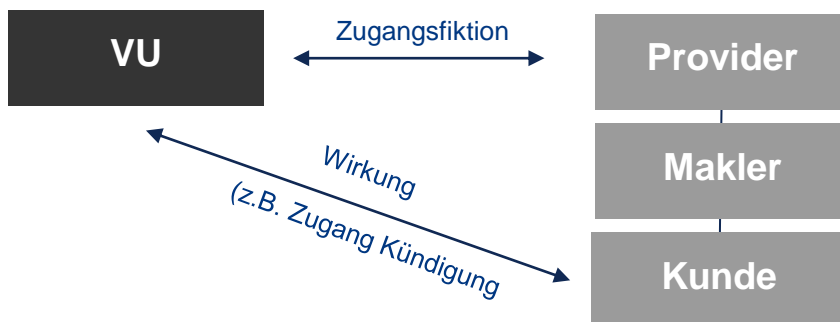 VU
Zugangsfiktion
Provider
Makler
Wirkung
(z.B. Zugang Kündigung
Kunde